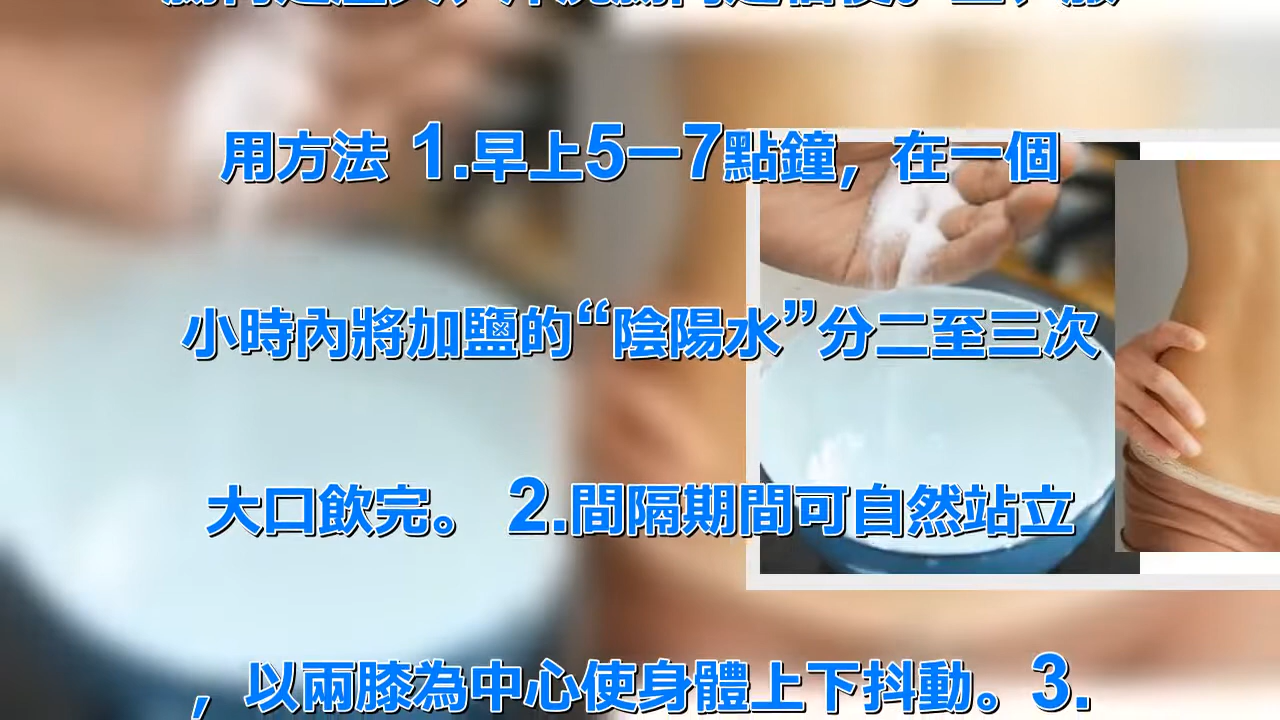 用方法 1.早上5一7點鐘，在一個
小時內將加鹽的“陰陽水”分二至三次
大口飲完。 2.間隔期間可自然站立
，以兩膝為中心使身體上下抖動。3.